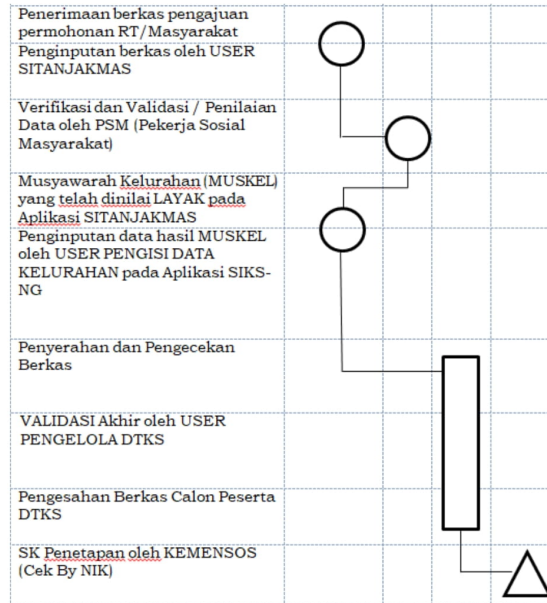 Penerimaan berkas pengajuan
permohonan RT/Masyarakat
Penginputan berkas oleh USER
SITANJAKMAS
Verifikasi dan Validasi / Penilaian
Data oleh PSM (Pekerja Sosial
Masyarakat)
Musyawarah Kelurahan (MUSKEL)
yang telah dinilai LAYAK pada
Aplikasi SITANJAKMAS
Penginputan data hasil MUSKEL
oleh USER PENGISI DATA
KELURAHAN pada Aplikasi SIKS-
NG
Penyerahan dan Pengecekan
Berkas
VALIDASI Akhir oleh USER
PENGELOLA DTKS
Pengesahan Berkas Calon Peserta
DTKS
SK Penetapan oleh KEMENSOS
(Cek By NIK)